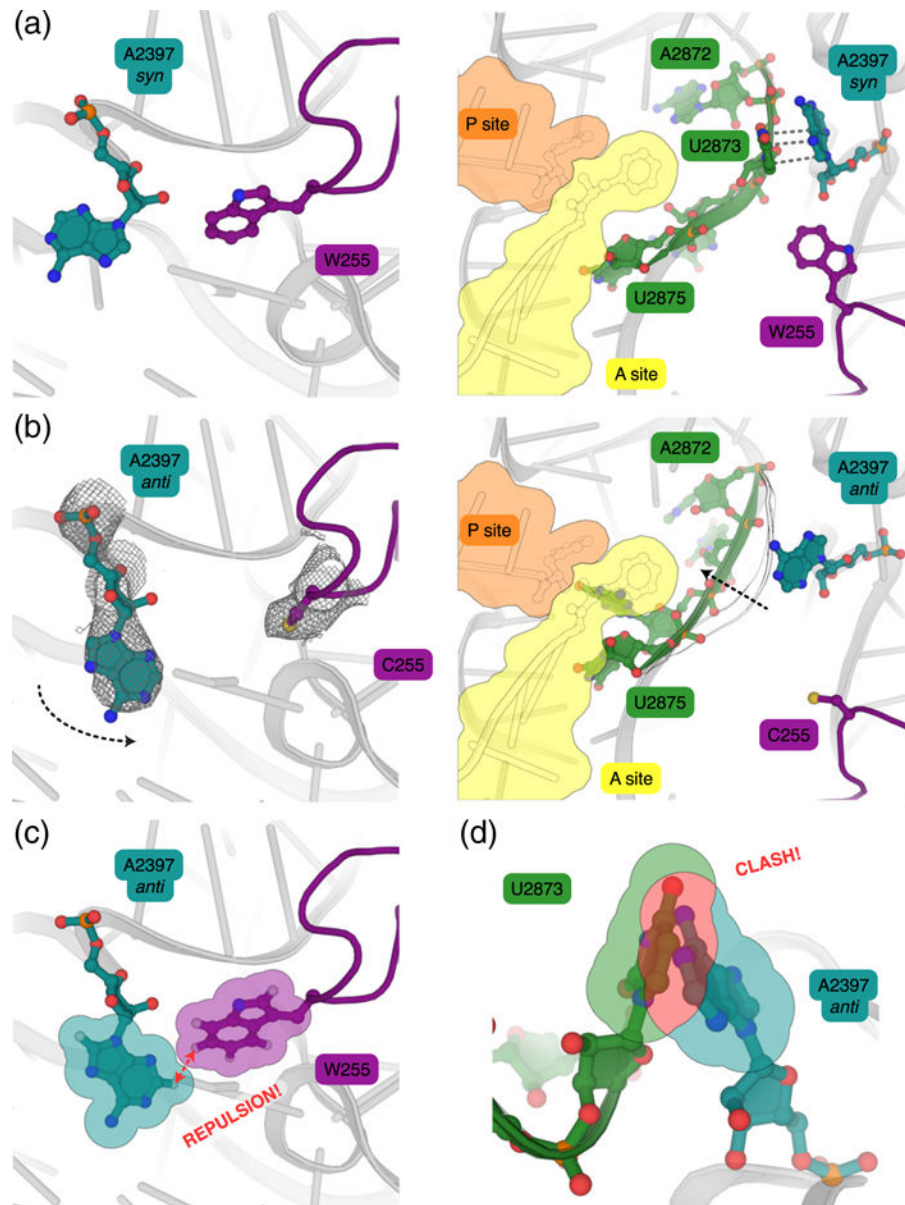 (a)
A2397
syn
W255
A2872
A2397
syn
P site
U2873
U2875
W255
A site
(b)
A2397
anti
C255
A2872
A2397
anti
P site
U2875
C255
A site
(c)
A2397
anti
W255
REPULSION!
(d)
CLASH!
U2873
A2397
anti